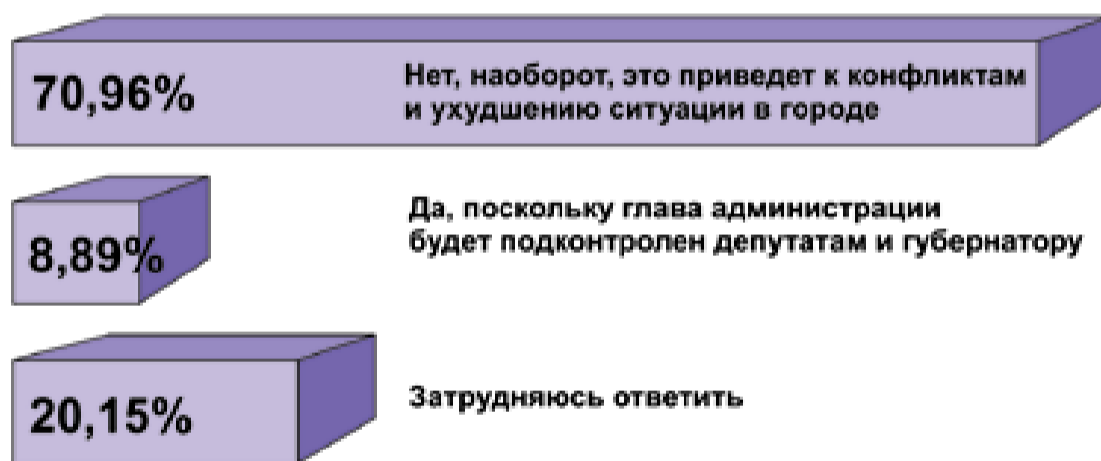 70,96%
Нет, наоборот, это приведет к конфликтам
и ухудшению ситуации в городе
8,89%
Да, поскольку глава администрации
будет подконтролен депутатам и губернатору
20,15%
Затрудняюсь ответить